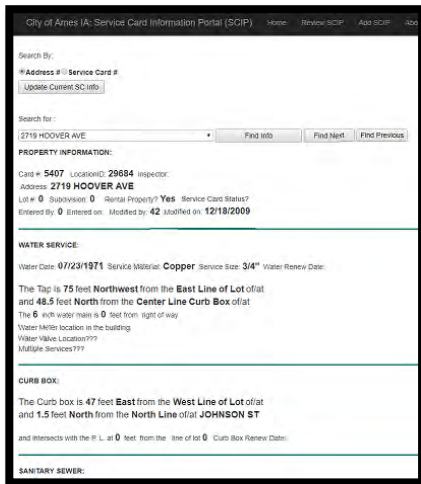 City of Ames IA: Service Card Information Portal (SCIP) Home Review SCIP Add SCIP Abo
Search By:
Address # Service Card #
Update Current SC Info
Search for :
2719 HOOVER AVE Find Info Find Next Find Previous
PROPERTY INFORMATION:
Card #: 5407 LocationID: 29684 Inspector:
Address: 2719 HOOVER AVE
Lot #: 0 Subdivision: 0 Rental Property? Yes Service Card Status?
Entered By: 0 Entered on: Modified by: 42 Modified on: 12/18/2009
WATER SERVICE:
Water Date: 07/23/1971 Service Material: Copper Service Size: 3/4" Water Renew Date:
The Tap is 75 feet Northwest from the East Line of Lot of/at
and 48.5 feet North from the Center Line Curb Box of/at
The 6 inch water main is 0 feet from right of way
Water Meter location in the building
Water Valve Location???
Multiple Services???
CURB BOX:
The Curb box is 47 feet East from the West Line of Lot of/at
and 1.5 feet North from the North Line of/at JOHNSON ST
and intersects with the P. L. at 0 feet from the line of lot 0 Curb Box Renew Date:
SANITARY SEWER: